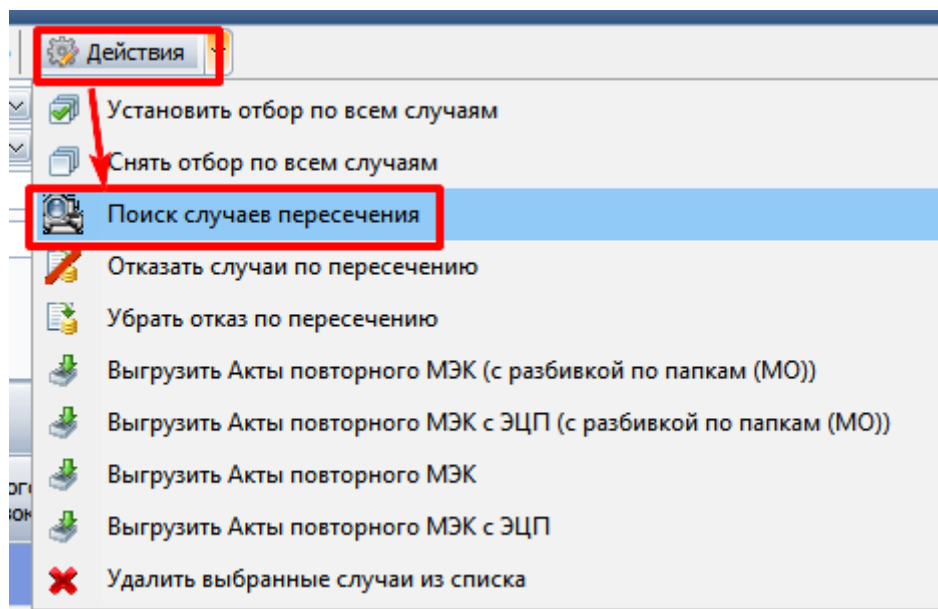 Действия
Установить отбор по всем случаям
Снять отбор по всем случаям
Поиск случаев пересечения
Отказать случаи по пересечению
Убрать отказ по пересечению
Выгрузить Акты повторного МЭК (с разбивкой по папкам (МО))
Выгрузить Акты повторного МЭК с ЭЦП (с разбивкой по папкам (МО))
Выгрузить Акты повторного МЭК
Выгрузить Акты повторного МЭК с ЭЦП
Удалить выбранные случаи из списка